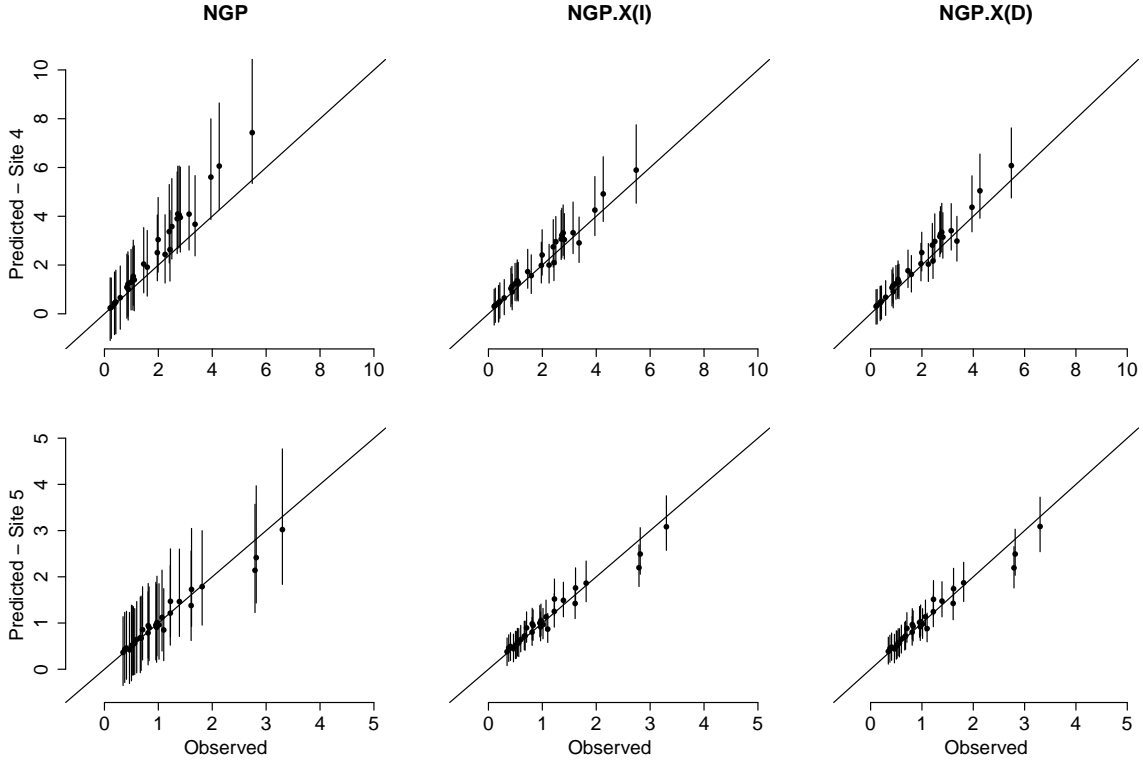 NGP NGP.X(I) NGP.X(D)
Predicted − Site 4
10
8
6
4
2
0
0 2 4 6 8 10 0 2 4 6 8 10 0 2 4 6 8 10
Predicted − Site 5
5
4
3
2
1
0
0 1 2 3 4 5 0 1 2 3 4 5 0 1 2 3 4 5
Observed Observed Observed